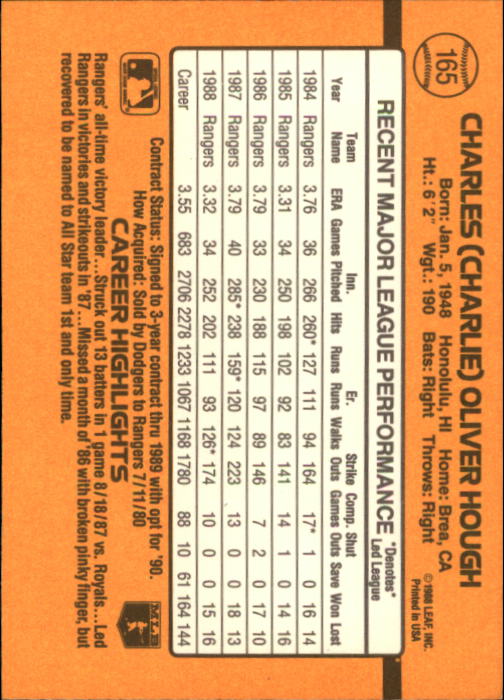 165
CHARLES (CHARLIE) OLIVER HOUGH
Born: Jan. 5, 1948 Honolulu, HI Home: Brea, CA
Ht.: 6' 2" Wgt.: 190 Bats: Right Throws: Right
© 1988 LEAF, INC.
Printed in USA
RECENT MAJOR LEAGUE PERFORMANCE *Denotes* Led League
Team Inn. Er. Strike Comp. Shut
Year Name ERA Games Pitched Hits Runs Runs Walks Outs Games Outs Save Won Lost
1984 Rangers 3.76 36 266 260* 127 111 94 164 17* 1 0 16 14
1985 Rangers 3.31 34 250 198 102 92 83 141 14 1 0 14 16
1986 Rangers 3.79 33 230 188 115 97 89 146 7 2 0 17 10
1987 Rangers 3.79 40 285* 238 159* 120 124 223 13 0 0 18 13
1988 Rangers 3.32 34 252 202 111 93 126* 174 10 0 0 15 16
Career 3.55 683 2706 2278 1233 1067 1168 1780 88 10 61 164 144
Contract Status: Signed to 3-year contract thru 1999 with opt for '90.
How Acquired: Sold by Dodgers to Rangers 7/11/80
CAREER HIGHLIGHTS
MLB
Rangers' all-time victory leader...Struck out 13 batters in 1 game 8/18/87 vs. Royals...Led
Rangers in victories and strikeouts in '87...Missed a month of '86 with broken pinky finger, but
recovered to be named to All Star team 1st and only time.